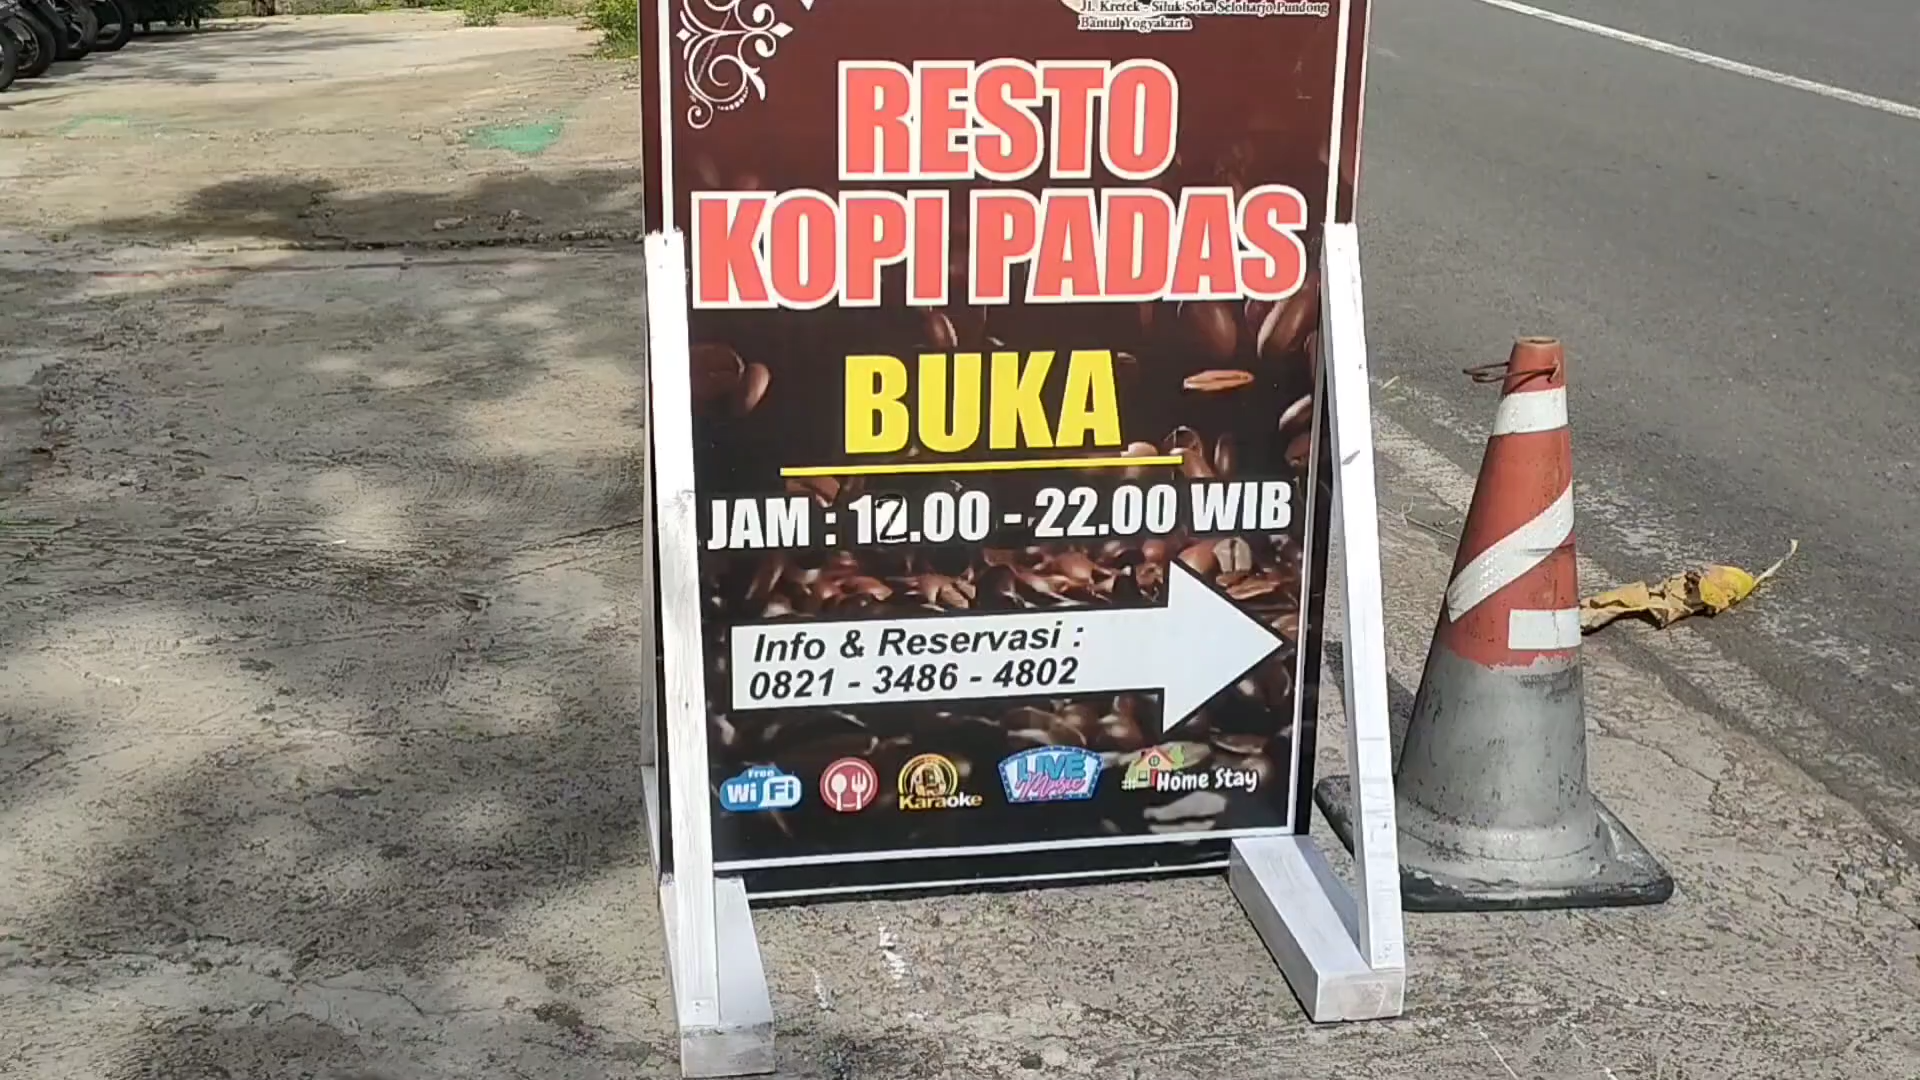 Jl. Kretek - Siluk Soka Seloharjo Pundong
Bantul Yogyakarta
RESTO
KOPI PADAS
BUKA
JAM : 12.00 - 22.00 WIB
Info & Reservasi :
0821 - 3486 - 4802
Free
Wi Fi
Karaoke
LIVE
Music
#Home Stay